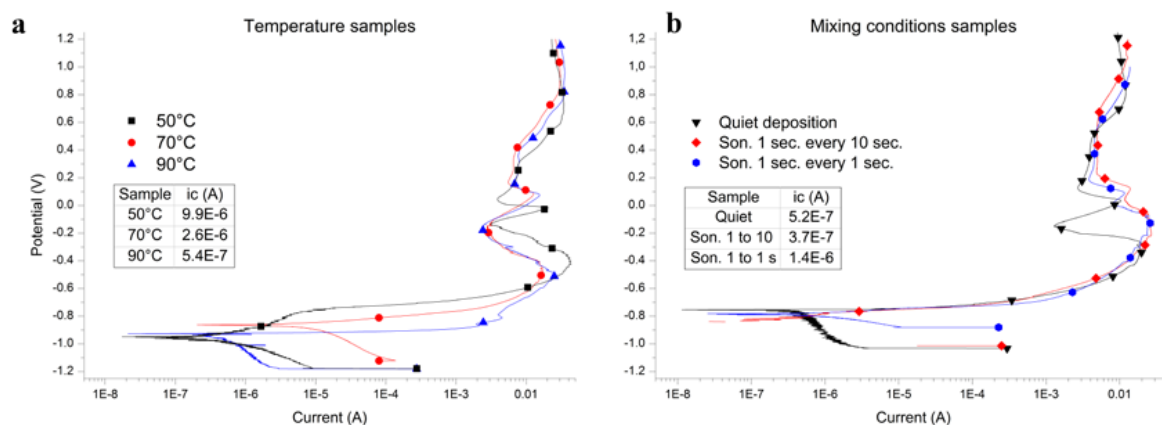 a
Temperature samples
1.2
1.0
0.8
0.6
0.4
0.2
0.0
-0.2
-0.4
-0.6
-0.8
-1.0
-1.2
Potential (V)
50°C
70°C
90°C
Sample ic (A)
50°C 9.9E-6
70°C 2.6E-6
90°C 5.4E-7
1E-8 1E-7 1E-6 1E-5 1E-4 1E-3 0.01
Current (A)
b
Mixing conditions samples
1.2
1.0
0.8
0.6
0.4
0.2
0.0
-0.2
-0.4
-0.6
-0.8
-1.0
-1.2
Quiet deposition
Son. 1 sec. every 10 sec.
Son. 1 sec. every 1 sec.
Sample ic (A)
Quiet 5.2E-7
Son. 1 to 10 3.7E-7
Son. 1 to 1 s 1.4E-6
1E-8 1E-7 1E-6 1E-5 1E-4 1E-3 0.01
Current (A)